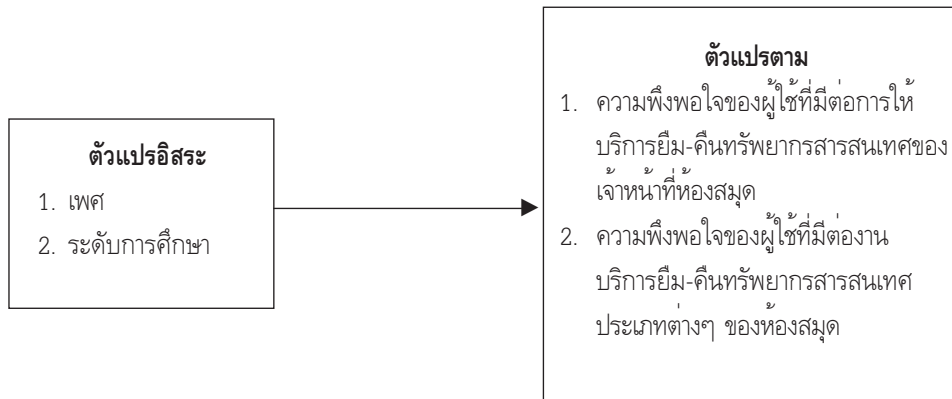 ตัวแปรอิสระ
1. เพศ
2. ระดับการศึกษา
ตัวแปรตาม
1. ความพึงพอใจของผู้ใช้ที่มีต่อการให้
บริการยืม-คืนทรัพยากรสารสนเทศของ
เจ้าหน้าที่ห้องสมุด
2. ความพึงพอใจของผู้ใช้ที่มีต่องาน
บริการยืม-คืนทรัพยากรสารสนเทศ
ประเภทต่างๆ ของห้องสมุด